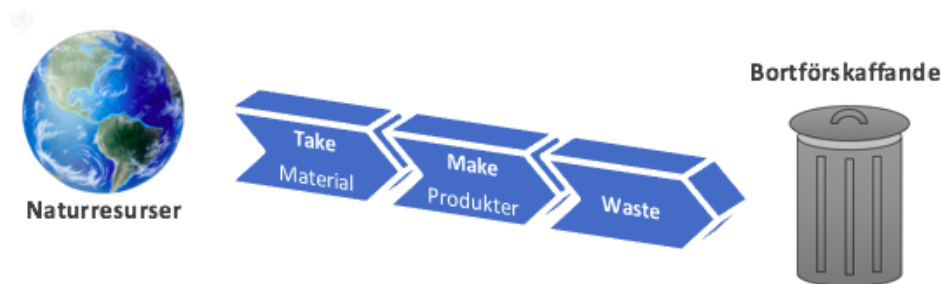 Naturresurser
Take
Material
Make
Produkter
Waste
Bortförskaffande